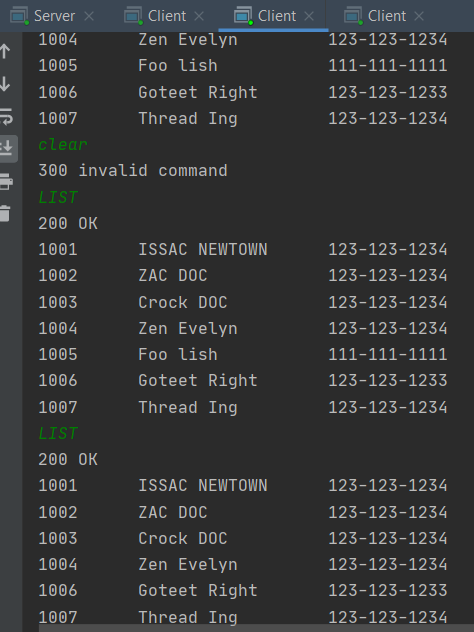 Server Client Client Client
1004 Zen Evelyn 123-123-1234
1005 Foo lish 111-111-1111
1006 Goteet Right 123-123-1233
1007 Thread Ing 123-123-1234
clear
300 invalid command
LIST
200 OK
1001 ISSAC NEWTOWN 123-123-1234
1002 ZAC DOC 123-123-1234
1003 Crock DOC 123-123-1234
1004 Zen Evelyn 123-123-1234
1005 Foo lish 111-111-1111
1006 Goteet Right 123-123-1233
1007 Thread Ing 123-123-1234
LIST
200 OK
1001 ISSAC NEWTOWN 123-123-1234
1002 ZAC DOC 123-123-1234
1003 Crock DOC 123-123-1234
1004 Zen Evelyn 123-123-1234
1006 Goteet Right 123-123-1233
1007 Thread Ing 123-123-1234